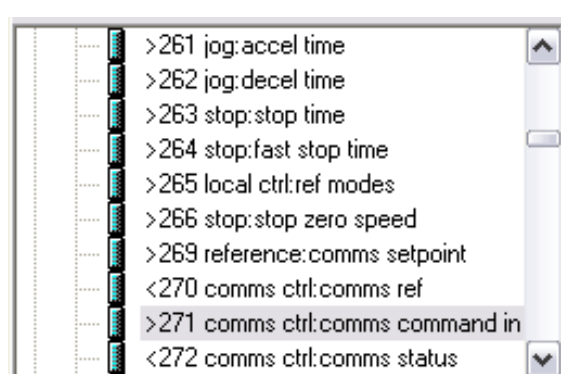 >261 jog:accel time
>262 jog:decel time
>263 stop:stop time
>264 stop:fast stop time
>265 local ctrl:ref modes
>266 stop:stop zero speed
>269 reference:comms setpoint
<270 comms ctrl:comms ref
>271 comms ctrl:comms command in
<272 comms ctrl:comms status